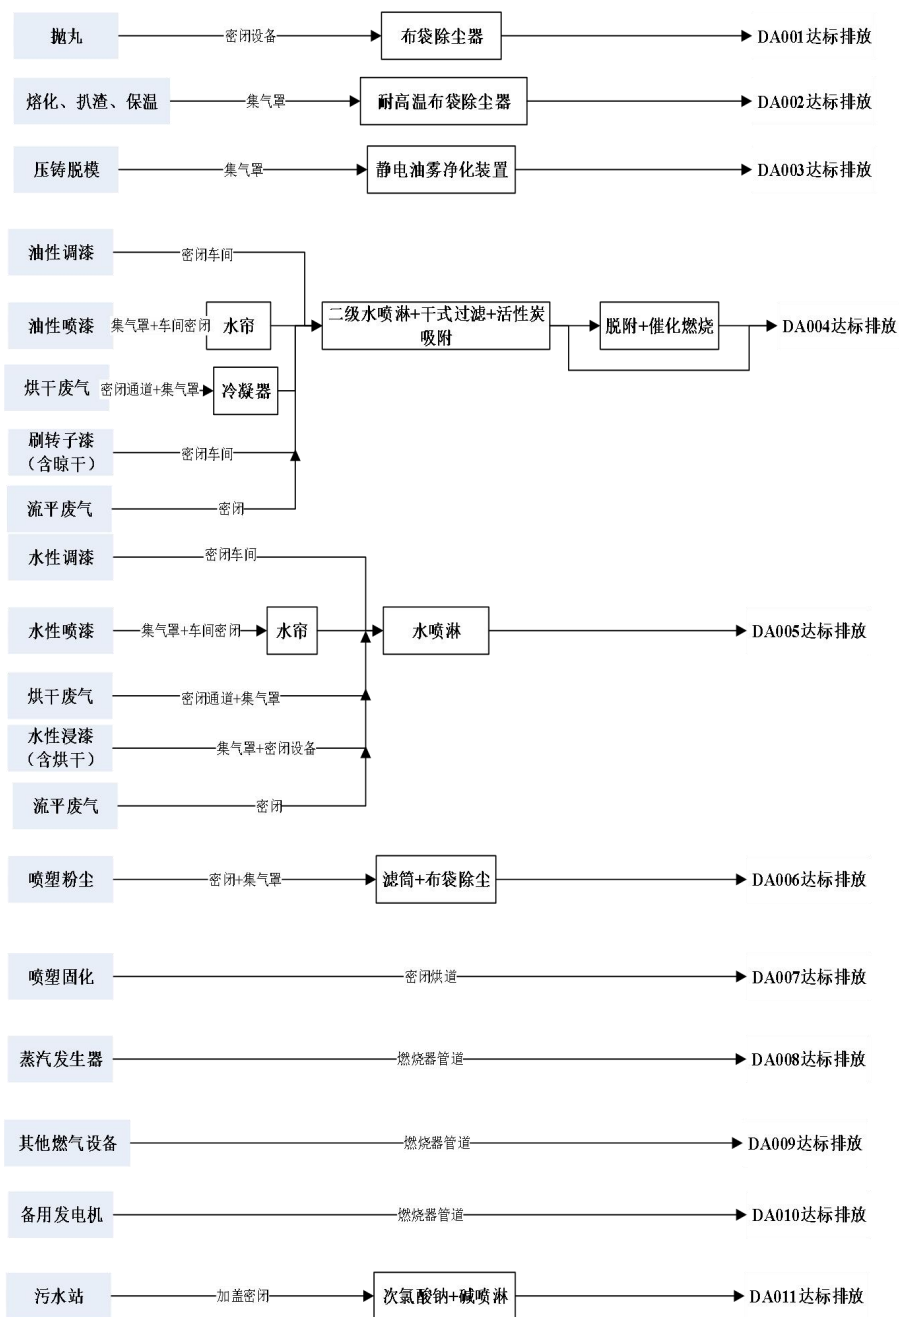 抛丸 密闭设备 布袋除尘器 DA001达标排放
熔化、扒渣、保温 集气罩 耐高温布袋除尘器 DA002达标排放
压铸脱模 集气罩 静电油雾净化装置 DA003达标排放
油性调漆 密闭车间
油性喷漆 集气罩+车间密闭 水帘 二级水喷淋+干式过滤+活性炭
吸附 脱附+催化燃烧 DA004达标排放
烘干废气 密闭通道+集气罩 冷凝器
刷转子漆
（含晾干） 密闭车间
流平废气 密闭
水性调漆 密闭车间
水性喷漆 集气罩+车间密闭 水帘 水喷淋 DA005达标排放
烘干废气 密闭通道+集气罩
水性浸漆
（含烘干） 集气罩+密闭设备
流平废气 密闭
喷塑粉尘 密闭+集气罩 滤筒+布袋除尘 DA006达标排放
喷塑固化 密闭烘道 DA007达标排放
蒸汽发生器 燃烧器管道 DA008达标排放
其他燃气设备 燃烧器管道 DA009达标排放
备用发电机 燃烧器管道 DA010达标排放
污水站 加盖密闭 次氯酸钠+碱喷淋 DA011达标排放